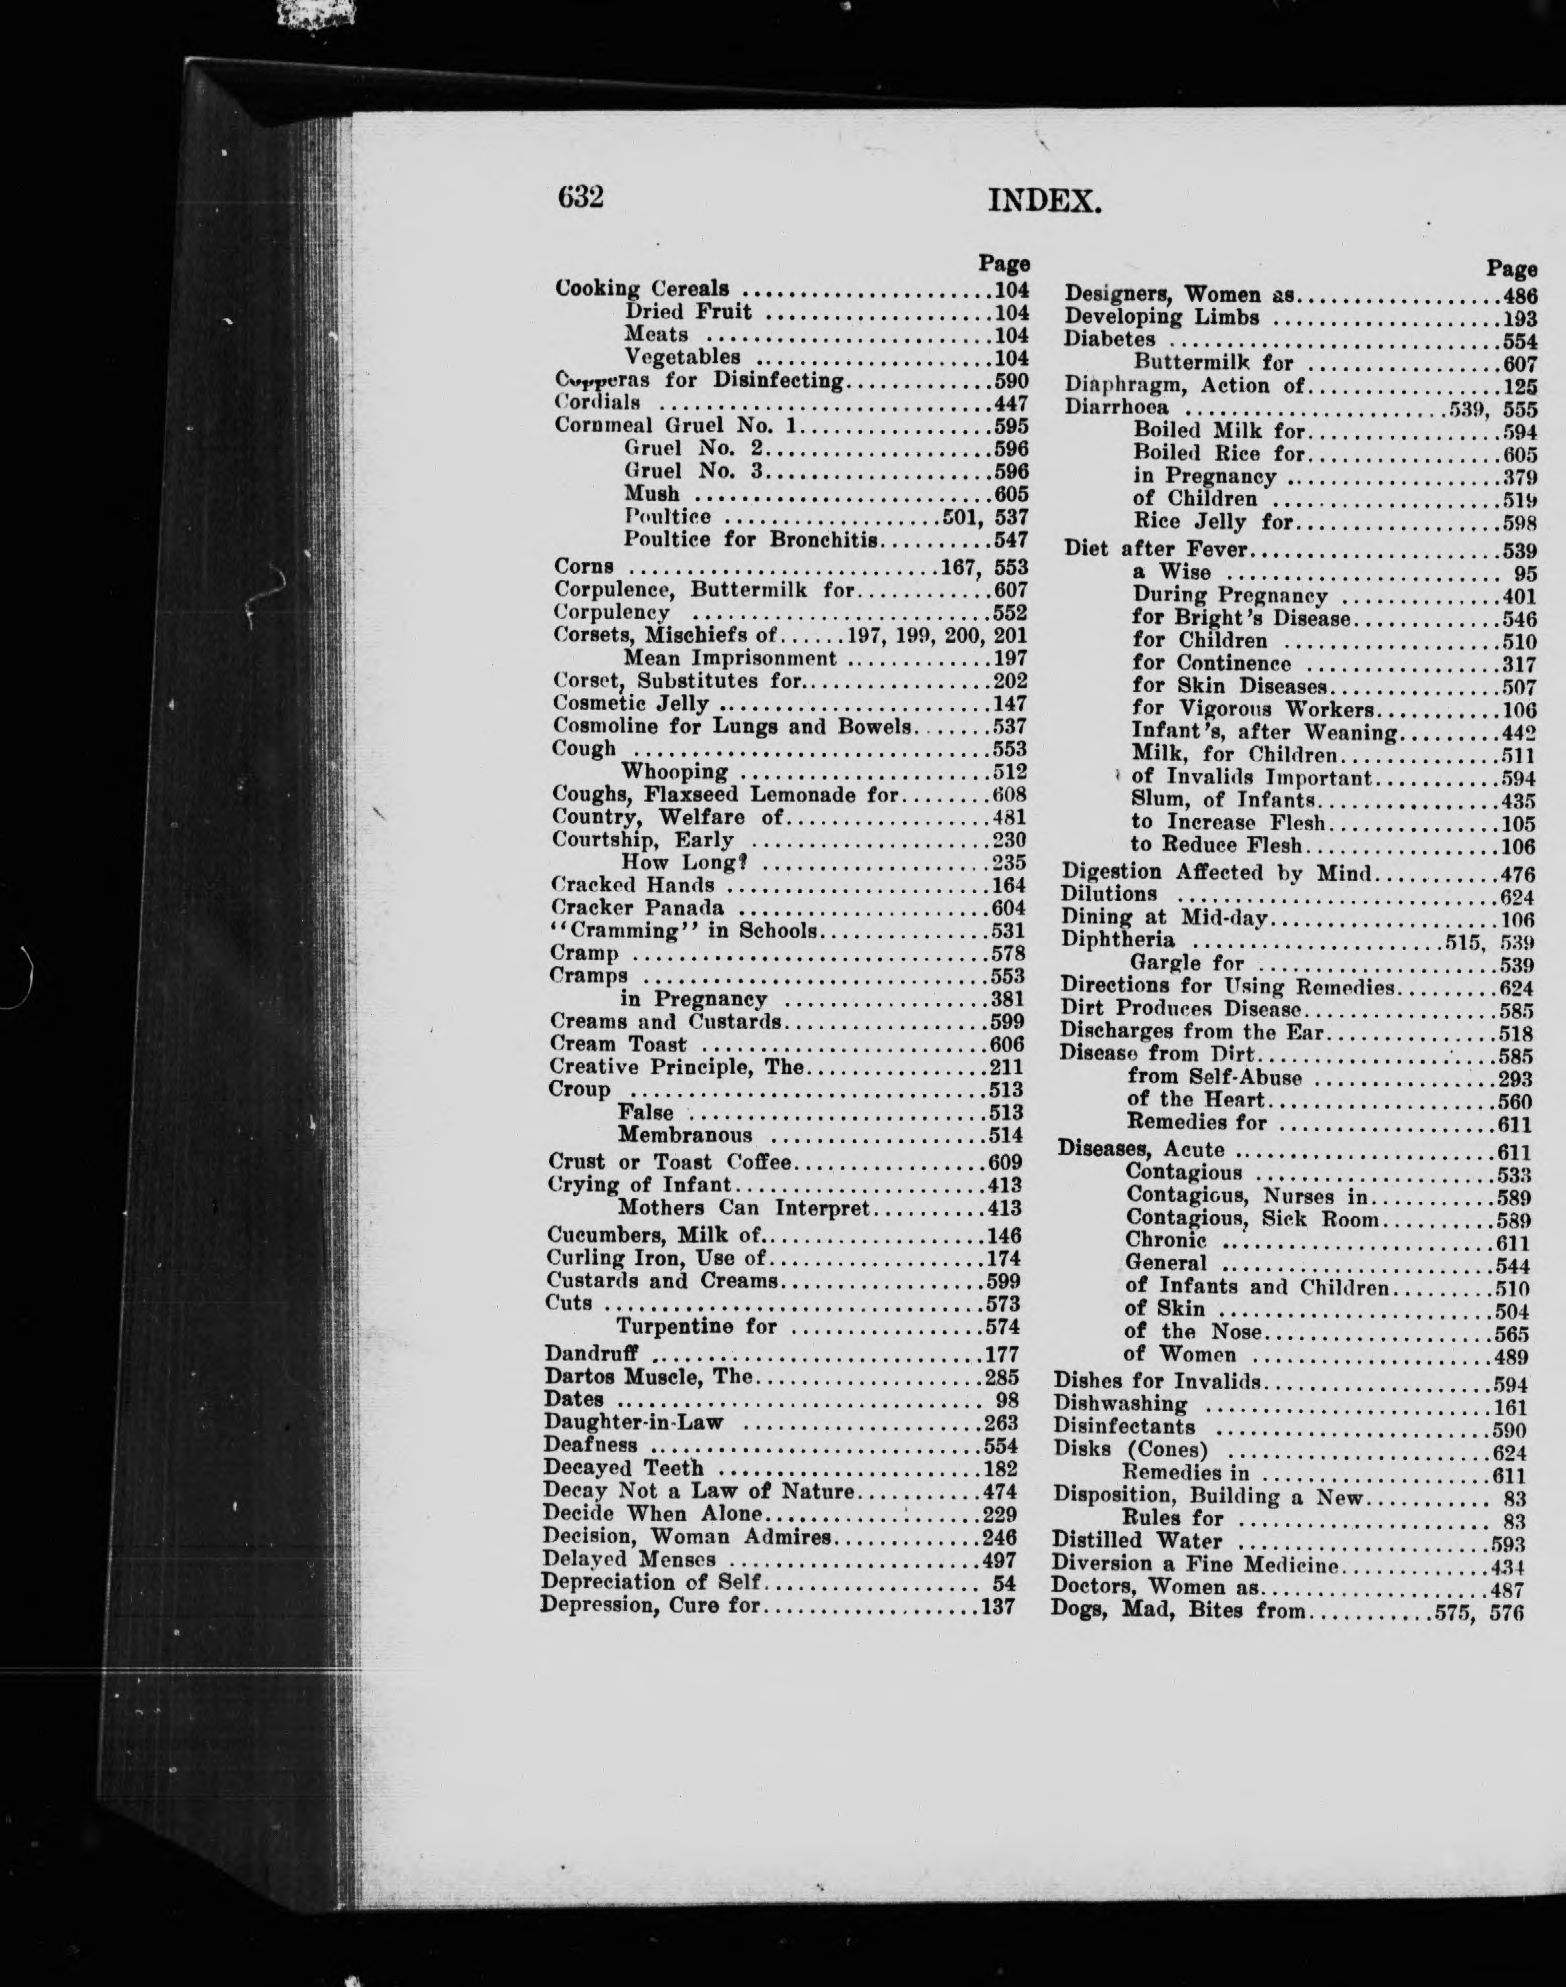 632
INDEX.
Page
Cooking Cereals ......................104
Dried Fruit ....................104
Meats .........................104
Vegetables .....................104
Copperas for Disinfecting.............590
Cordials .............................447
Cornmeal Gruel No. 1.................595
Gruel No. 2....................596
Gruel No. 3....................596
Mush ..........................605
Poultice ...................501, 537
Poultice for Bronchitis..........547
Corns ...........................167, 553
Corpulence, Buttermilk for............607
Corpulency ..........................552
Corsets, Mischiefs of......197, 199, 200, 201
Mean Imprisonment .............197
Corset, Substitutes for.................202
Cosmetic Jelly ........................147
Cosmoline for Lungs and Bowels.......537
Cough ...............................553
Whooping ......................512
Coughs, Flaxseed Lemonade for........608
Country, Welfare of..................481
Courtship, Early .....................230
How Long? ....................235
Cracked Hands .......................164
Cracker Panada ......................604
"Cramming" in Schools...............531
Cramp ...............................578
Cramps ..............................553
in Pregnancy ..................381
Creams and Custards..................599
Cream Toast .........................606
Creative Principle, The................211
Croup ...............................513
False ..........................513
Membranous ...................514
Crust or Toast Coffee.................609
Crying of Infant......................413
Mothers Can Interpret..........413
Cucumbers, Milk of....................146
Curling Iron, Use of...................174
Custards and Creams..................599
Cuts .................................573
Turpentine for .................574
Dandruff .............................177
Dartos Muscle, The....................285
Dates ................................ 98
Daughter-in-Law .....................263
Deafness .............................554
Decayed Teeth .......................182
Decay Not a Law of Nature...........474
Decide When Alone...................229
Decision, Woman Admires.............246
Delayed Menses ......................497
Depreciation of Self................... 54
Depression, Cure for...................137
Page
Designers, Women as..................486
Developing Limbs ....................193
Diabetes .............................554
Buttermilk for .................607
Diaphragm, Action of.................125
Diarrhoea .......................539, 555
Boiled Milk for.................594
Boiled Rice for.................605
in Pregnancy ...................379
of Children ....................519
Rice Jelly for..................598
Diet after Fever......................539
a Wise ........................ 95
During Pregnancy ..............401
for Bright's Disease.............546
for Children ...................510
for Continence .................317
for Skin Diseases...............507
for Vigorous Workers...........106
Infant's, after Weaning.........442
Milk, for Children..............511
of Invalids Important...........594
Slum, of Infants................435
to Increase Flesh...............105
to Reduce Flesh.................106
Digestion Affected by Mind...........476
Dilutions ............................624
Dining at Mid-day....................106
Diphtheria ......................515, 539
Gargle for .....................539
Directions for Using Remedies.........624
Dirt Produces Disease.................585
Discharges from the Ear...............518
Disease from Dirt.....................585
from Self-Abuse ................293
of the Heart....................560
Remedies for ...................611
Diseases, Acute .......................611
Contagious .....................533
Contagious, Nurses in...........589
Contagious, Sick Room..........589
Chronic ........................611
General ........................544
of Infants and Children.........510
of Skin ........................504
of the Nose....................565
of Women .....................489
Dishes for Invalids....................594
Dishwashing .........................161
Disinfectants ........................590
Disks (Cones) .......................624
Remedies in ....................611
Disposition, Building a New........... 83
Rules for ...................... 83
Distilled Water ......................593
Diversion a Fine Medicine.............434
Doctors, Women as....................487
Dogs, Mad, Bites from...........575, 576